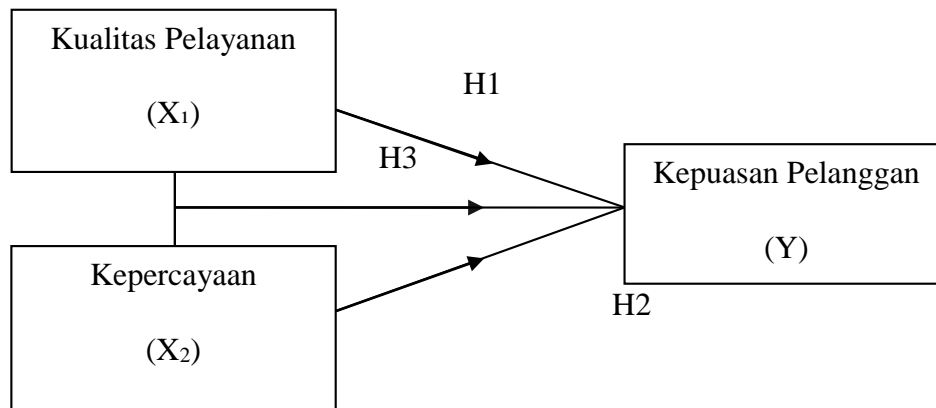 Kualitas Pelayanan
(X₁)
H1
H3
Kepuasan Pelanggan
(Y)
Kepercayaan
(X₂)
H2